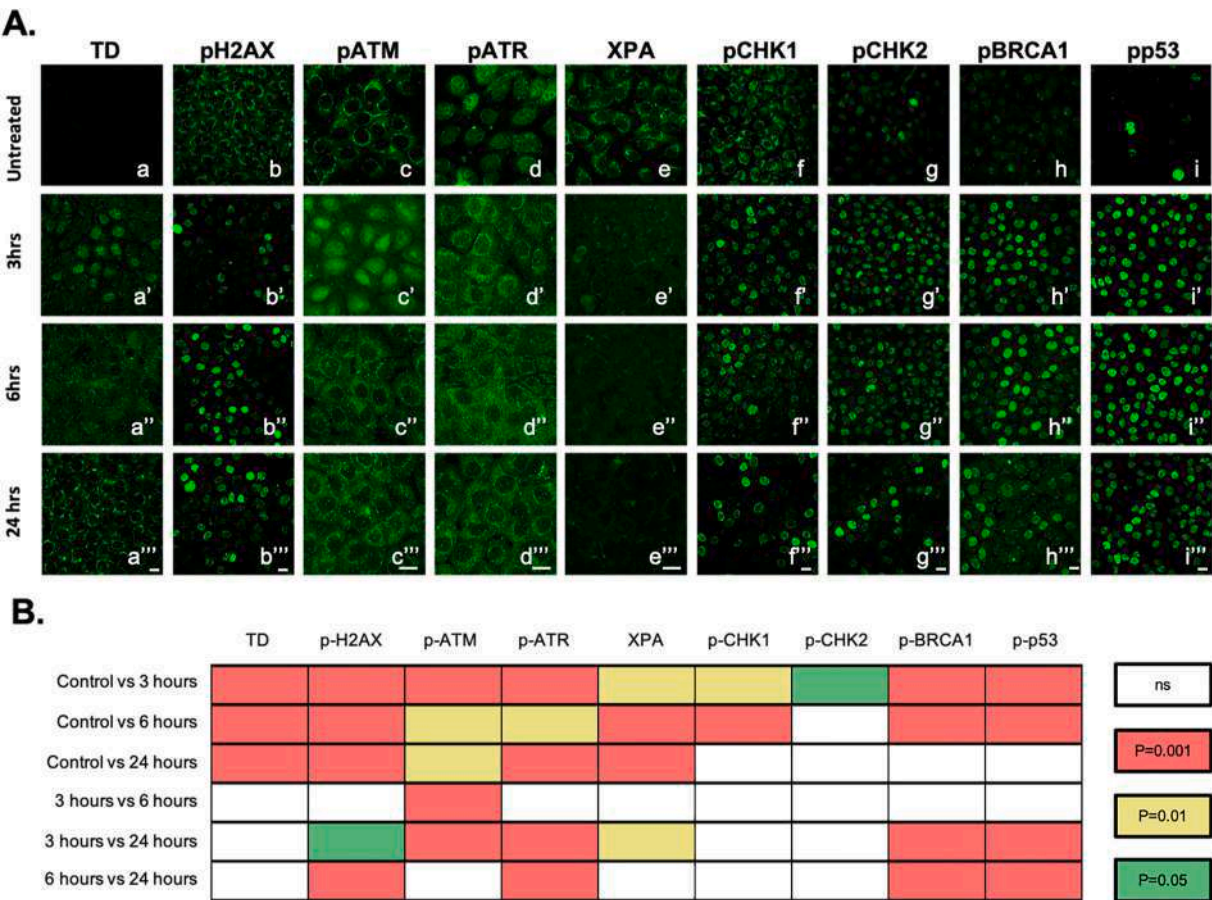 A.
TD pH2AX pATM pATR XPA pCHK1 pCHK2 pBRCA1 pp53
Untreated a b c d e f g h i
3hrs a' b' c' d' e' f' g' h' i'
6hrs a'' b'' c'' d'' e'' f'' g'' h'' i''
24 hrs a''' b''' c''' d''' e''' f''' g''' h''' i'''
B.
TD p-H2AX p-ATM p-ATR XPA p-CHK1 p-CHK2 p-BRCA1 p-p53
Control vs 3 hours
Control vs 6 hours
Control vs 24 hours
3 hours vs 6 hours
3 hours vs 24 hours
6 hours vs 24 hours
ns
P=0.001
P=0.01
P=0.05